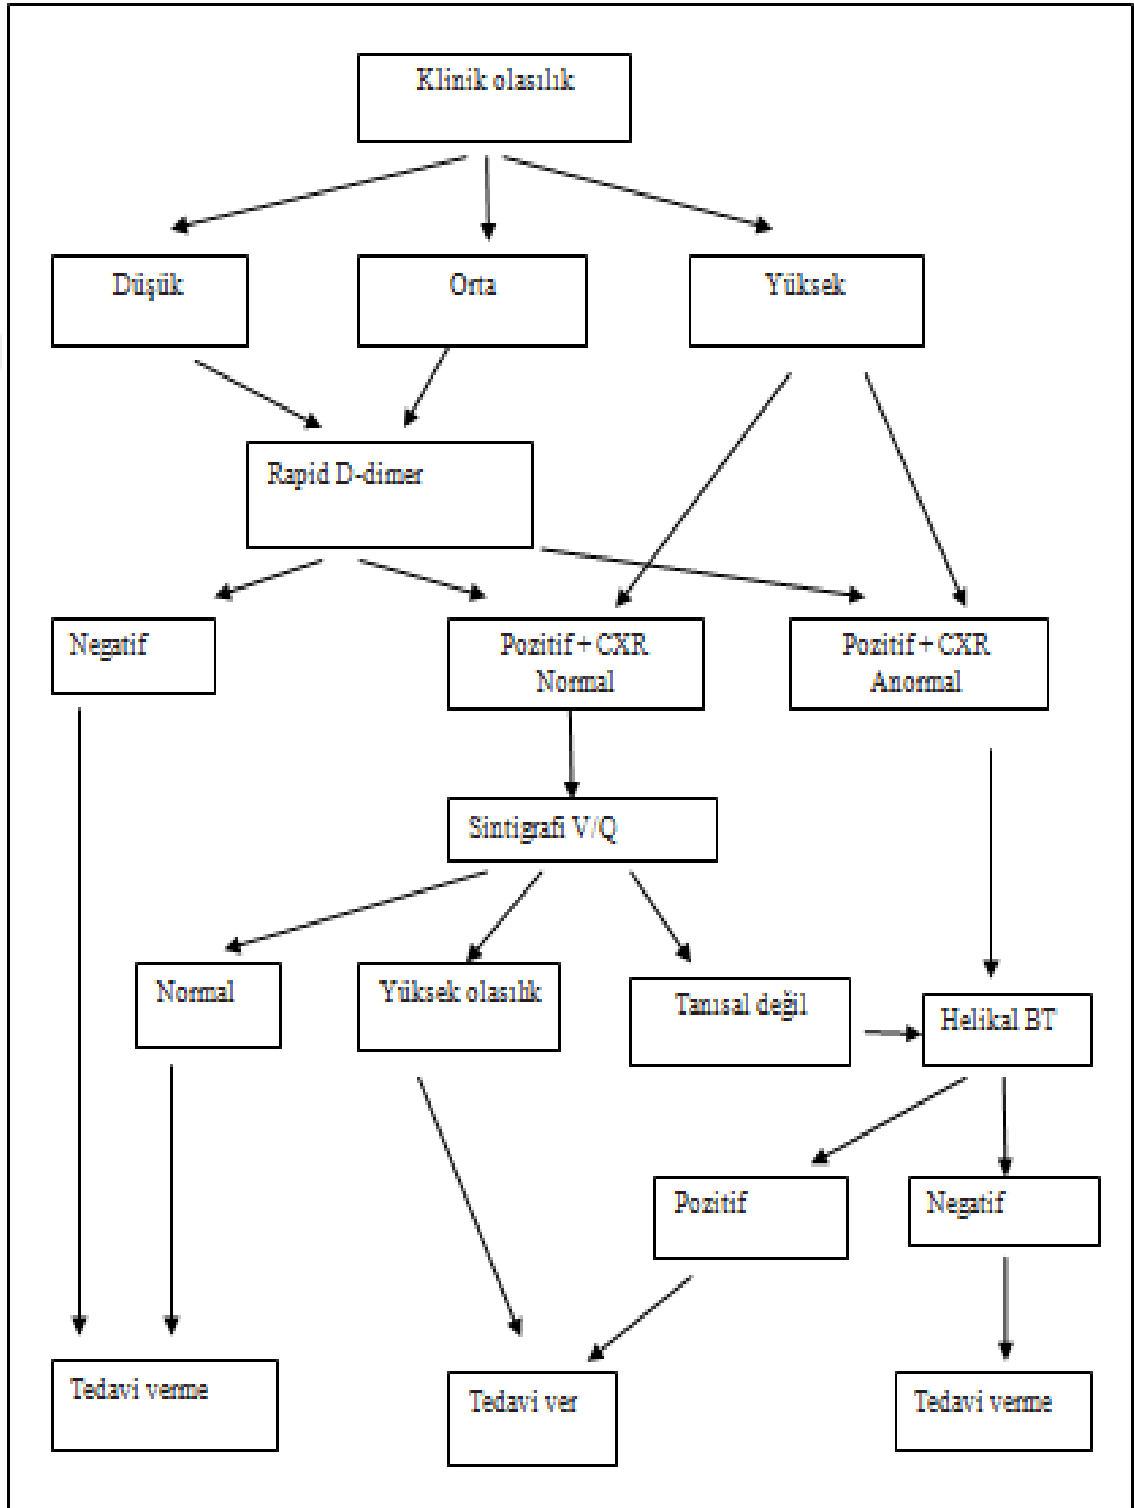 Klinik olasılık
Düşük
Orta
Yüksek
Rapid D-dimer
Negatif
Pozitif + CXR
Normal
Pozitif + CXR
Anormal
Sintigrafi V/Q
Normal
Yüksek olasılık
Tanısal değil
Helikal BT
Pozitif
Negatif
Tedavi verme
Tedavi ver
Tedavi verme